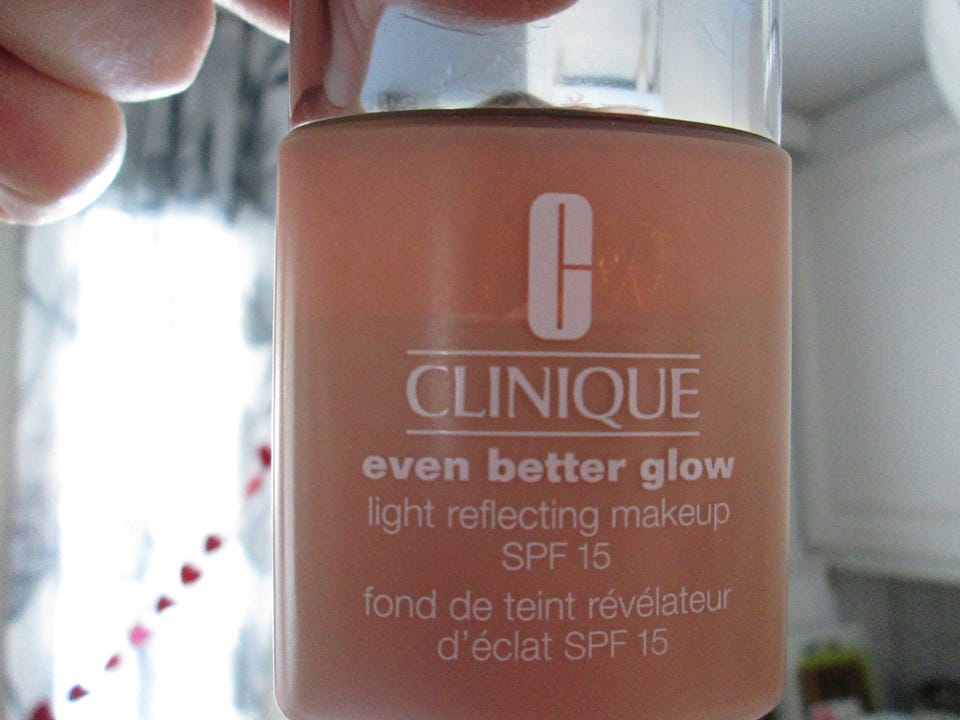 C
CLINIQUE
even better glow
light reflecting makeup
SPF 15
fond de teint révélateur
d'éclat SPF 15